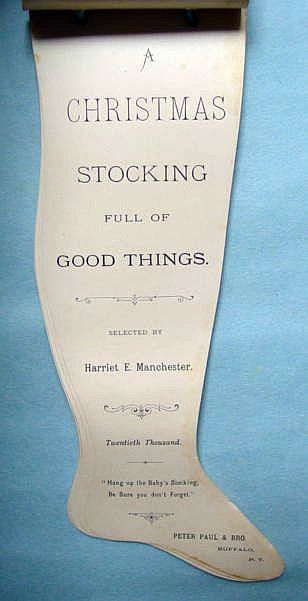 A
CHRISTMAS
STOCKING
FULL OF
GOOD THINGS.
SELECTED BY
Harriet E. Manchester.
Twentieth Thousand.
"Hang up the Baby's Stocking,
Be Sure you don't Forget."
PETER PAUL & BRO.
BUFFALO,
N. Y.